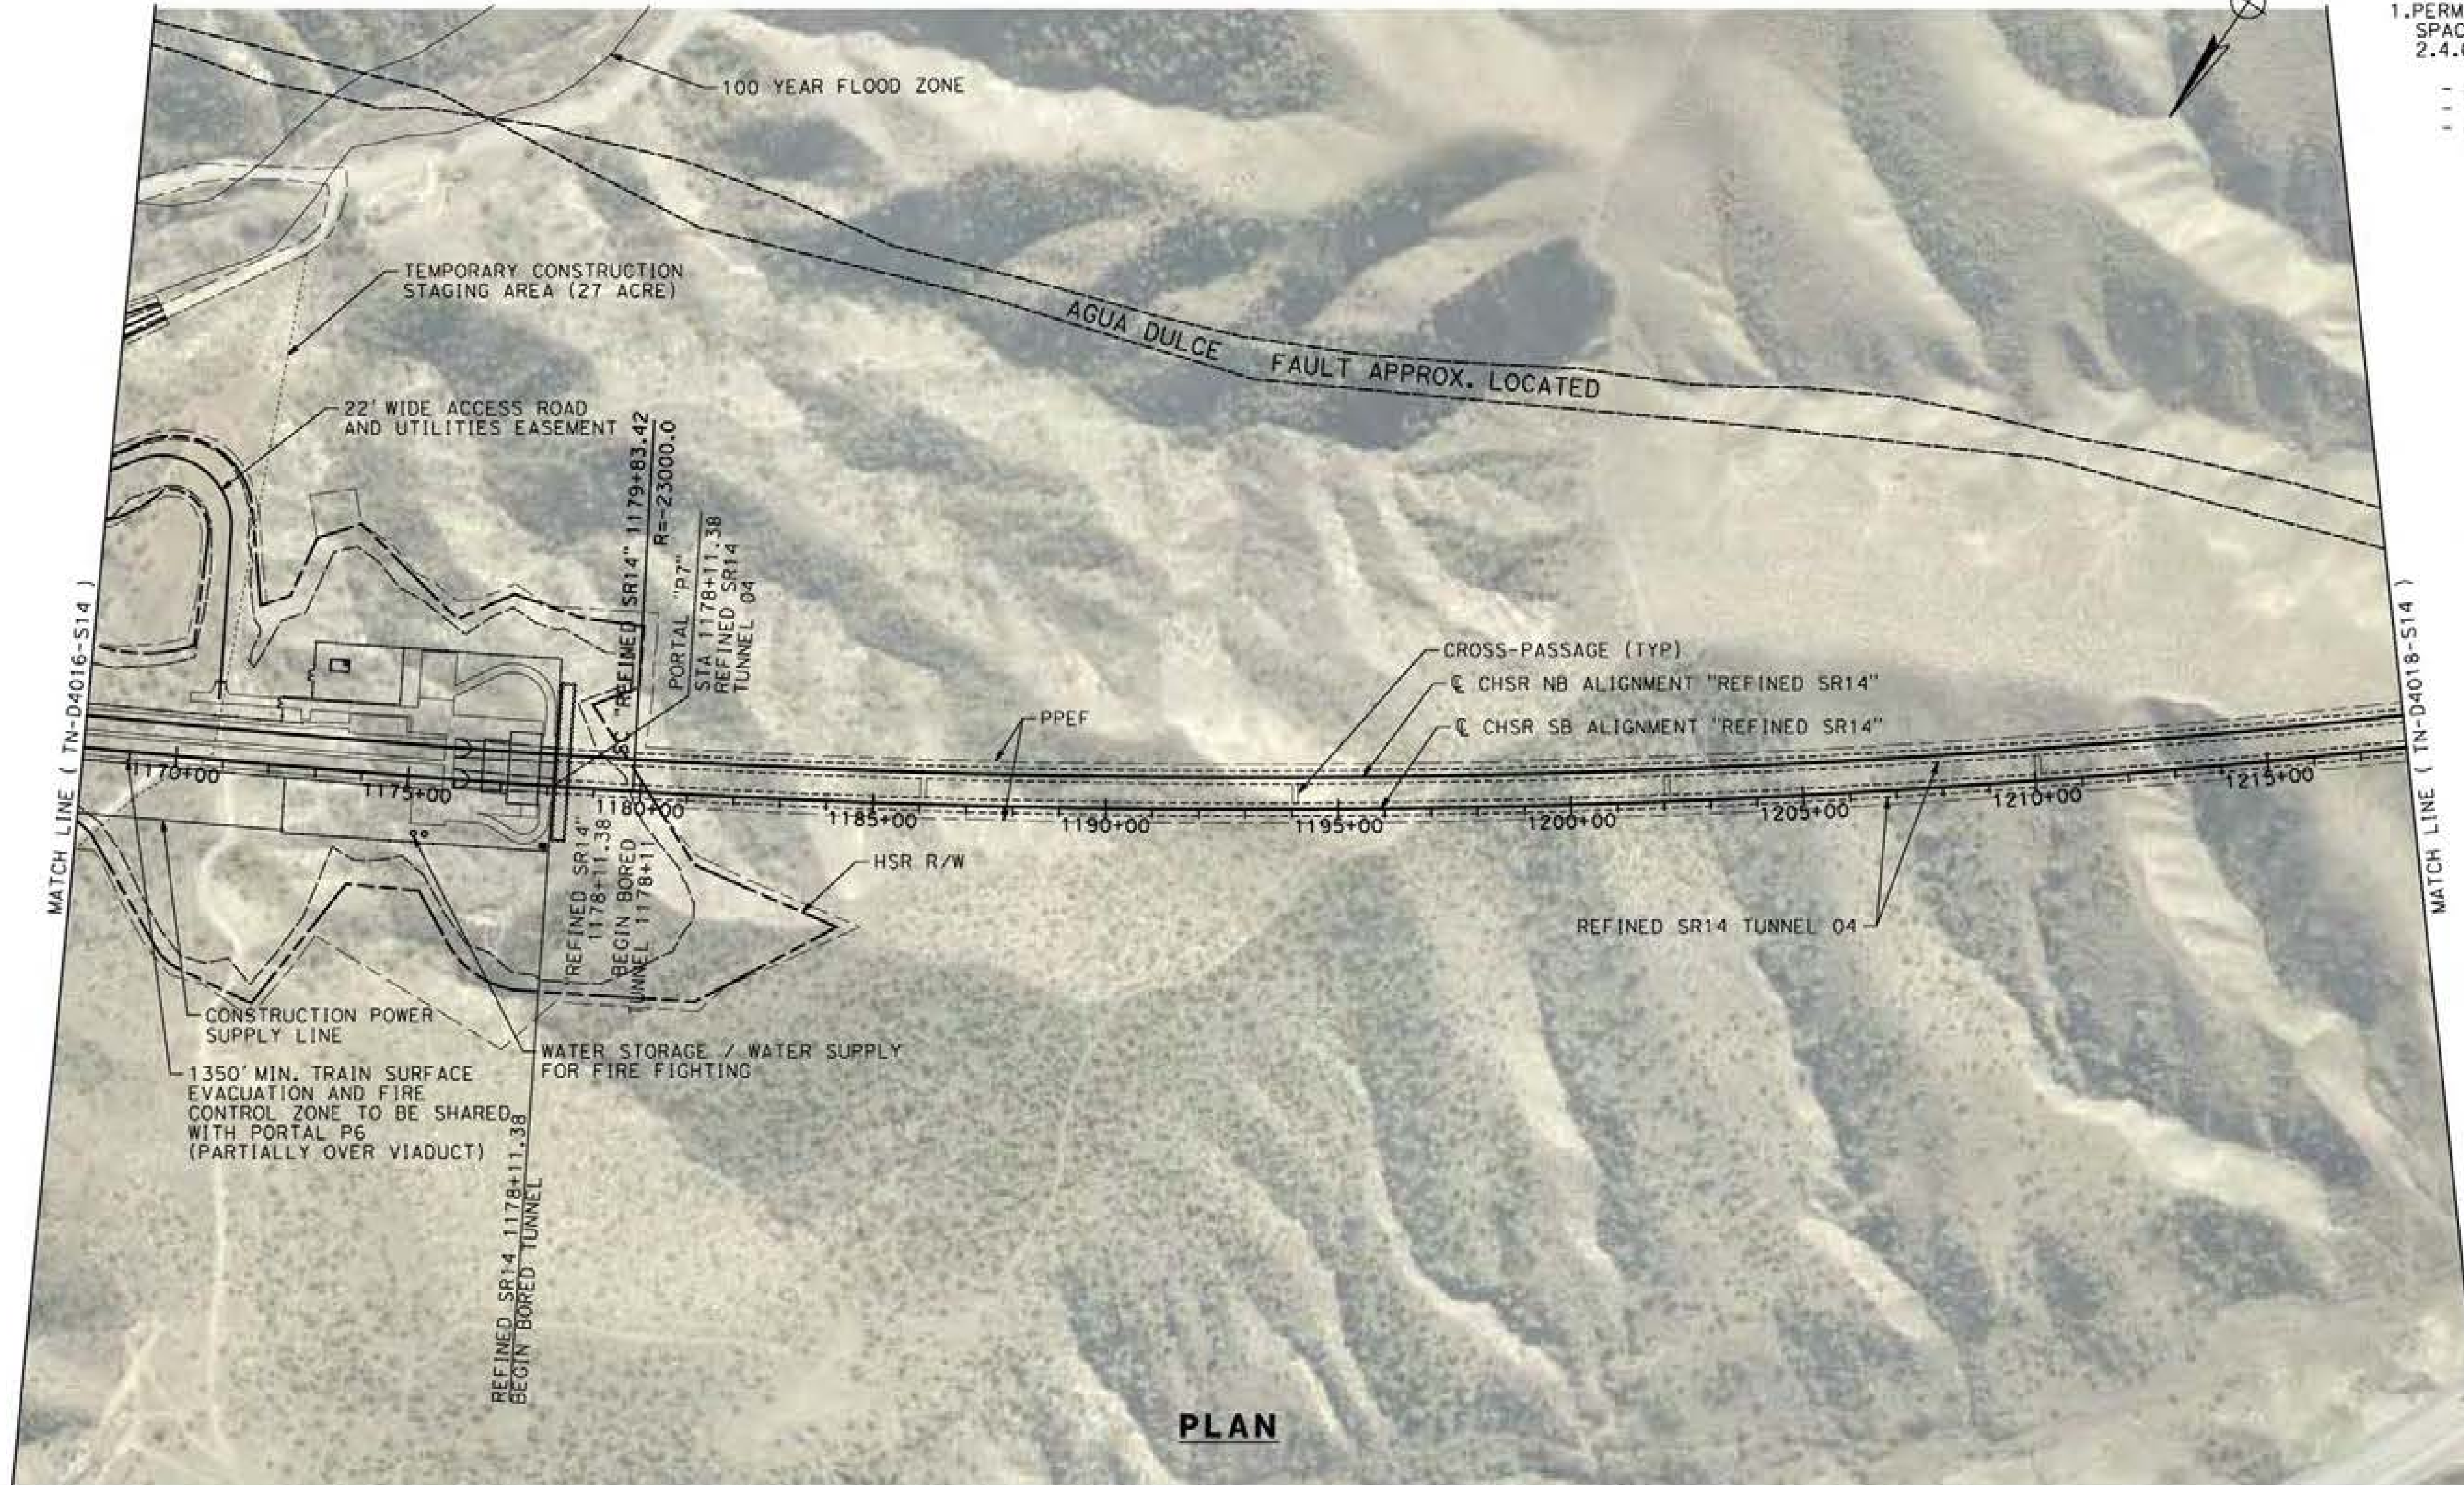 1.PERM
SPAC
2.4.
100 YEAR FLOOD ZONE
TEMPORARY CONSTRUCTION
STAGING AREA (27 ACRE)
22' WIDE ACCESS ROAD
AND UTILITIES EASEMENT
AGUA DULCE FAULT APPROX. LOCATED
SC "REFINED SR14" 1179+83.42
R=-23000.0
PORTAL "P7"
STA 1178+11.38
REFINED SR14
TUNNEL 04
MATCH LINE ( TN-D4016-S14 )
MATCH LINE ( TN-D4018-S14 )
CROSS-PASSAGE (TYP)
℄ CHSR NB ALIGNMENT "REFINED SR14"
℄ CHSR SB ALIGNMENT "REFINED SR14"
PPEF
1170+00
1175+00
1180+00
1185+00
1190+00
1195+00
1200+00
1205+00
1210+00
1215+00
"REFINED SR14"
1178+11.38
BEGIN BORED
TUNNEL 1178+11
HSR R/W
REFINED SR14 TUNNEL 04
CONSTRUCTION POWER
SUPPLY LINE
WATER STORAGE / WATER SUPPLY
FOR FIRE FIGHTING
1350' MIN. TRAIN SURFACE
EVACUATION AND FIRE
CONTROL ZONE TO BE SHARED
WITH PORTAL P6
(PARTIALLY OVER VIADUCT)
REFINED SR14 1178+11.38
BEGIN BORED TUNNEL
PLAN